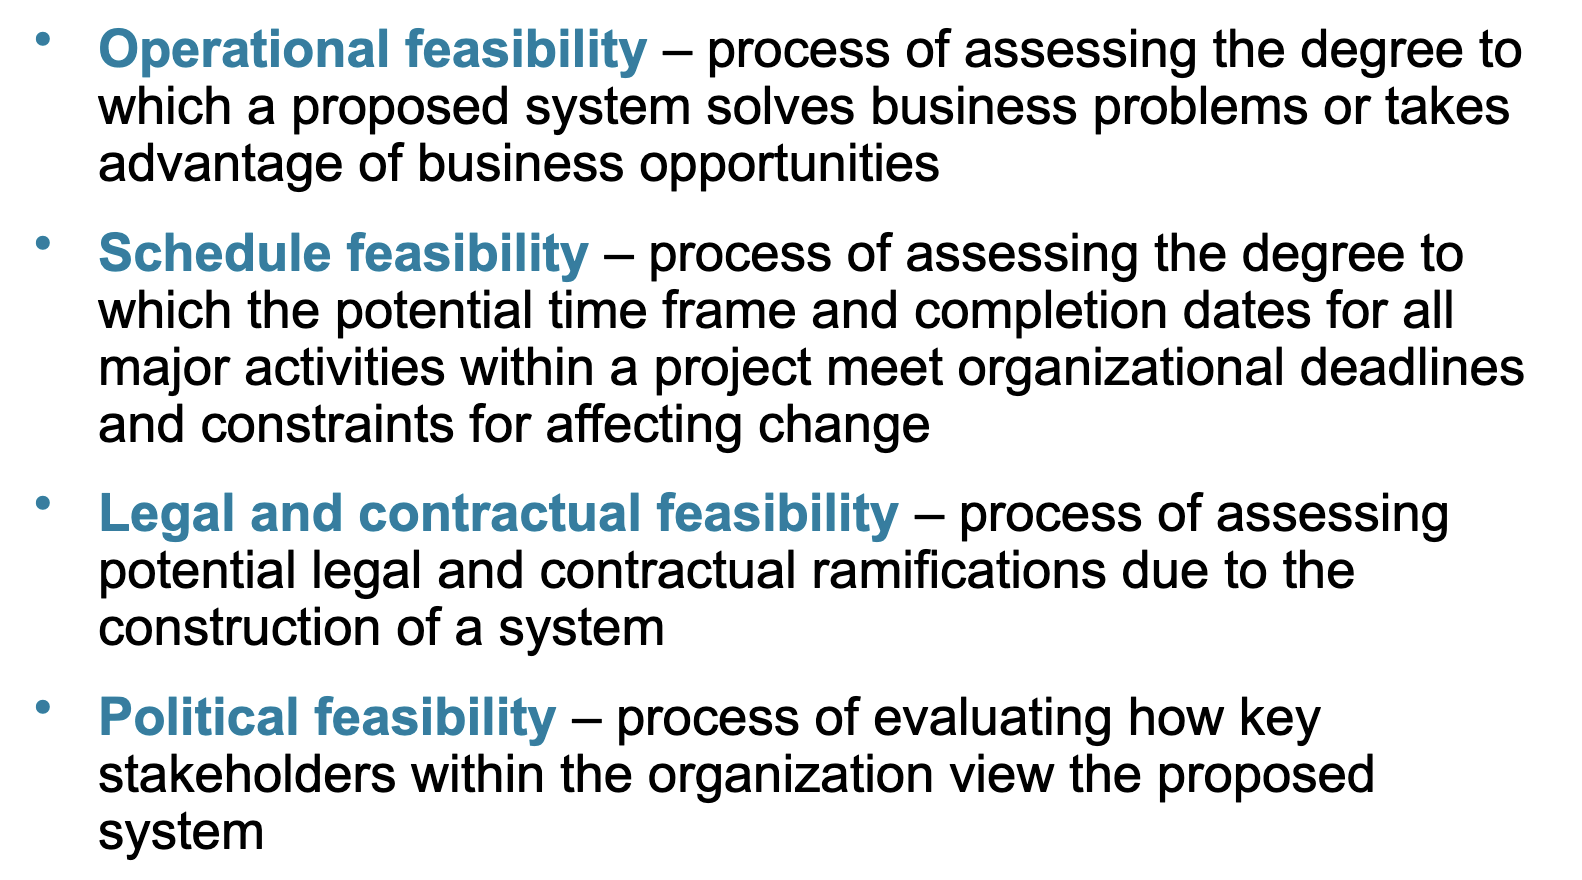 • Operational feasibility – process of assessing the degree to
which a proposed system solves business problems or takes
advantage of business opportunities
• Schedule feasibility – process of assessing the degree to
which the potential time frame and completion dates for all
major activities within a project meet organizational deadlines
and constraints for affecting change
• Legal and contractual feasibility – process of assessing
potential legal and contractual ramifications due to the
construction of a system
• Political feasibility – process of evaluating how key
stakeholders within the organization view the proposed
system